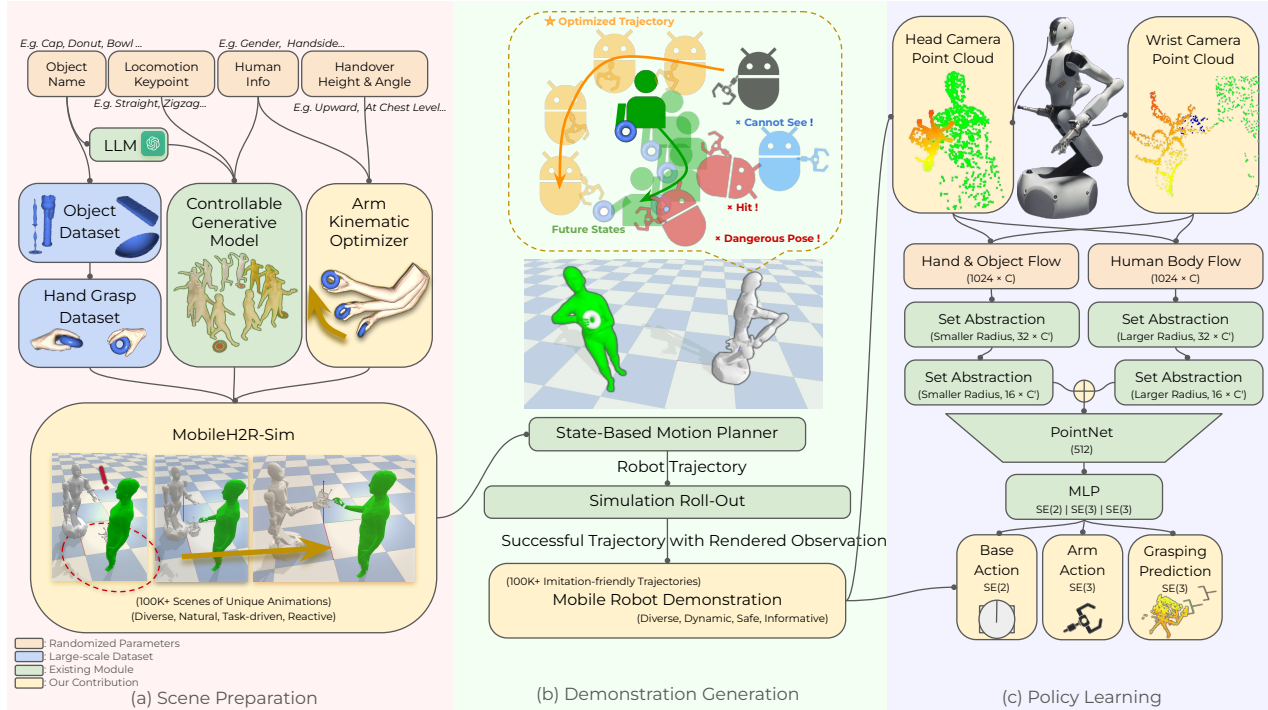 E.g. Cap, Donut, Bowl ...
E.g. Gender, Handside...
Object
Name
Locomotion
Keypoint
Human
Info
Handover
Height & Angle
E.g. Straight, Zigzag...
E.g. Upward, At Chest Level...
LLM
Object
Dataset
Controllable
Generative
Model
Arm
Kinematic
Optimizer
Hand Grasp
Dataset
MobileH2R-Sim
(100K+ Scenes of Unique Animations)
(Diverse, Natural, Task-driven, Reactive)
: Randomized Parameters
: Large-scale Dataset
: Existing Module
: Our Contribution
(a) Scene Preparation
Optimized Trajectory
× Cannot See !
× Hit !
Future States
× Dangerous Pose !
State-Based Motion Planner
Robot Trajectory
Simulation Roll-Out
Successful Trajectory with Rendered Observation
(100K+ Imitation-friendly Trajectories)
Mobile Robot Demonstration
(Diverse, Dynamic, Safe, Informative)
(b) Demonstration Generation
Head Camera
Point Cloud
Wrist Camera
Point Cloud
Hand & Object Flow
(1024 × C)
Human Body Flow
(1024 × C)
Set Abstraction
(Smaller Radius, 32 × C')
Set Abstraction
(Larger Radius, 32 × C')
Set Abstraction
(Smaller Radius, 16 × C')
Set Abstraction
(Larger Radius, 16 × C')
PointNet
(512)
MLP
SE(2) | SE(3) | SE(3)
Base
Action
SE(2)
Arm
Action
SE(3)
Grasping
Prediction
SE(3)
(c) Policy Learning